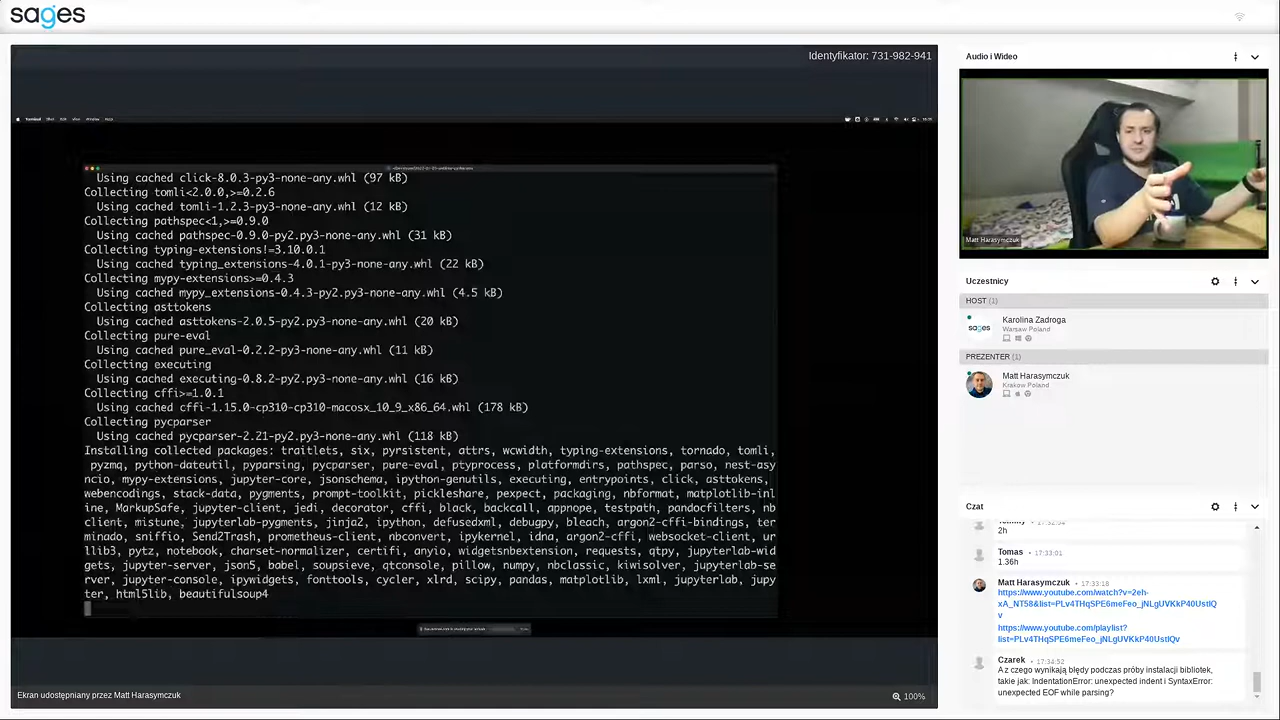 sages
Identyfikator: 731-982-941
Using cached click-8.0.3-py3-none-any.whl (97 kB)
Collecting tomli<2.0.0,>=0.2.6
Using cached tomli-1.2.3-py3-none-any.whl (12 kB)
Collecting pathspec<1,>=0.9.0
Using cached pathspec-0.9.0-py2.py3-none-any.whl (31 kB)
Collecting typing-extensions!=3.10.0.1
Using cached typing_extensions-4.0.1-py3-none-any.whl (22 kB)
Collecting mypy-extensions>=0.4.3
Using cached mypy_extensions-0.4.3-py2.py3-none-any.whl (4.5 kB)
Collecting asttokens
Using cached asttokens-2.0.5-py2.py3-none-any.whl (20 kB)
Collecting pure-eval
Using cached pure_eval-0.2.2-py3-none-any.whl (11 kB)
Collecting executing
Using cached executing-0.8.2-py2.py3-none-any.whl (16 kB)
Collecting cffi>=1.0.1
Using cached cffi-1.15.0-cp310-cp310-macosx_10_9_x86_64.whl (178 kB)
Collecting pycparser
Using cached pycparser-2.21-py2.py3-none-any.whl (118 kB)
Installing collected packages: traitlets, six, pyrsistent, attrs, wcwidth, typing-extensions, tornado, tomli,
pyzmq, python-dateutil, pyparsing, pycparser, pure-eval, ptyprocess, platformdirs, pathspec, parso, nest-asy
ncio, mypy-extensions, jupyter-core, jsonschema, ipython-genutils, executing, entrypoints, click, asttokens,
webencodings, stack-data, pygments, prompt-toolkit, pickleshare, pexpect, packaging, nbformat, matplotlib-inl
ine, MarkupSafe, jupyter-client, jedi, decorator, cffi, black, backcall, appnope, testpath, pandocfilters, nb
client, mistune, jupyterlab-pygments, jinja2, ipython, defusedxml, debugpy, bleach, argon2-cffi-bindings, ter
minado, sniffio, Send2Trash, prometheus-client, nbconvert, ipykernel, idna, argon2-cffi, websocket-client, ur
llib3, pytz, notebook, charset-normalizer, certifi, anyio, widgetsnbextension, requests, qtpy, jupyterlab-wid
gets, jupyter-server, json5, babel, soupsieve, qtconsole, pillow, numpy, nbclassic, kiwisolver, jupyterlab-se
rver, jupyter-console, ipywidgets, fonttools, cycler, xlrd, scipy, pandas, matplotlib, lxml, jupyterlab, jupy
ter, html5lib, beautifulsoup4
Ekran udostępniany przez Matt Harasymczuk
100%
Audio i Wideo
Matt Harasymczuk
Uczestnicy
HOST (1)
sages
Karolina Zadroga
Warsaw Poland
PREZENTER (1)
Matt Harasymczuk
Krakow Poland
Czat
2h
Tomas 17:33:01
1.36h
Matt Harasymczuk 17:33:18
https://www.youtube.com/watch?v=2eh-
xA_NT58&list=PLv4THqSPE6meFeo_jNLgUVKkP40UstIQ
v
https://www.youtube.com/playlist?
list=PLv4THqSPE6meFeo_jNLgUVKkP40UstIQv
Czarek 17:34:52
A z czego wynikają błędy podczas próby instalacji bibliotek,
takie jak: IndentationError: unexpected indent i SyntaxError:
unexpected EOF while parsing?